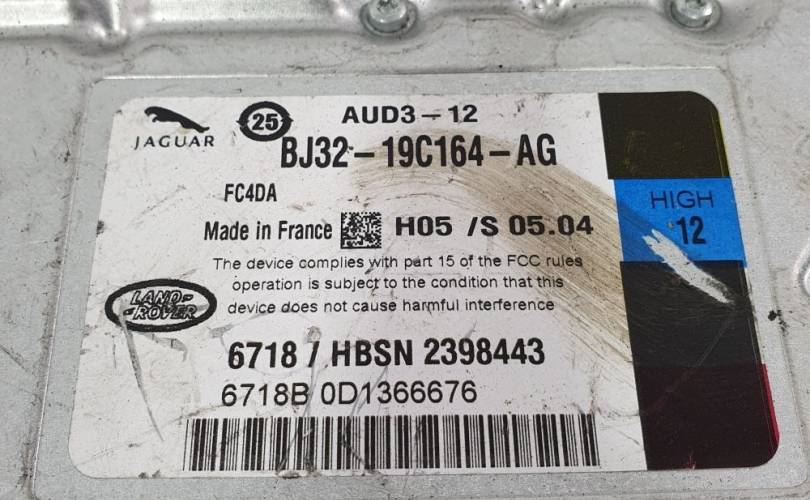 JAGUAR
25
AUD3-12
BJ32-19C164-AG
FC4DA
Made in France
H05 /S 05.04
HIGH
12
The device complies with part 15 of the FCC rules
operation is subject to the condition that this
device does not cause harmful interference
LAND-
-ROVER
6718 / HBSN 2398443
6718B 0D1366676